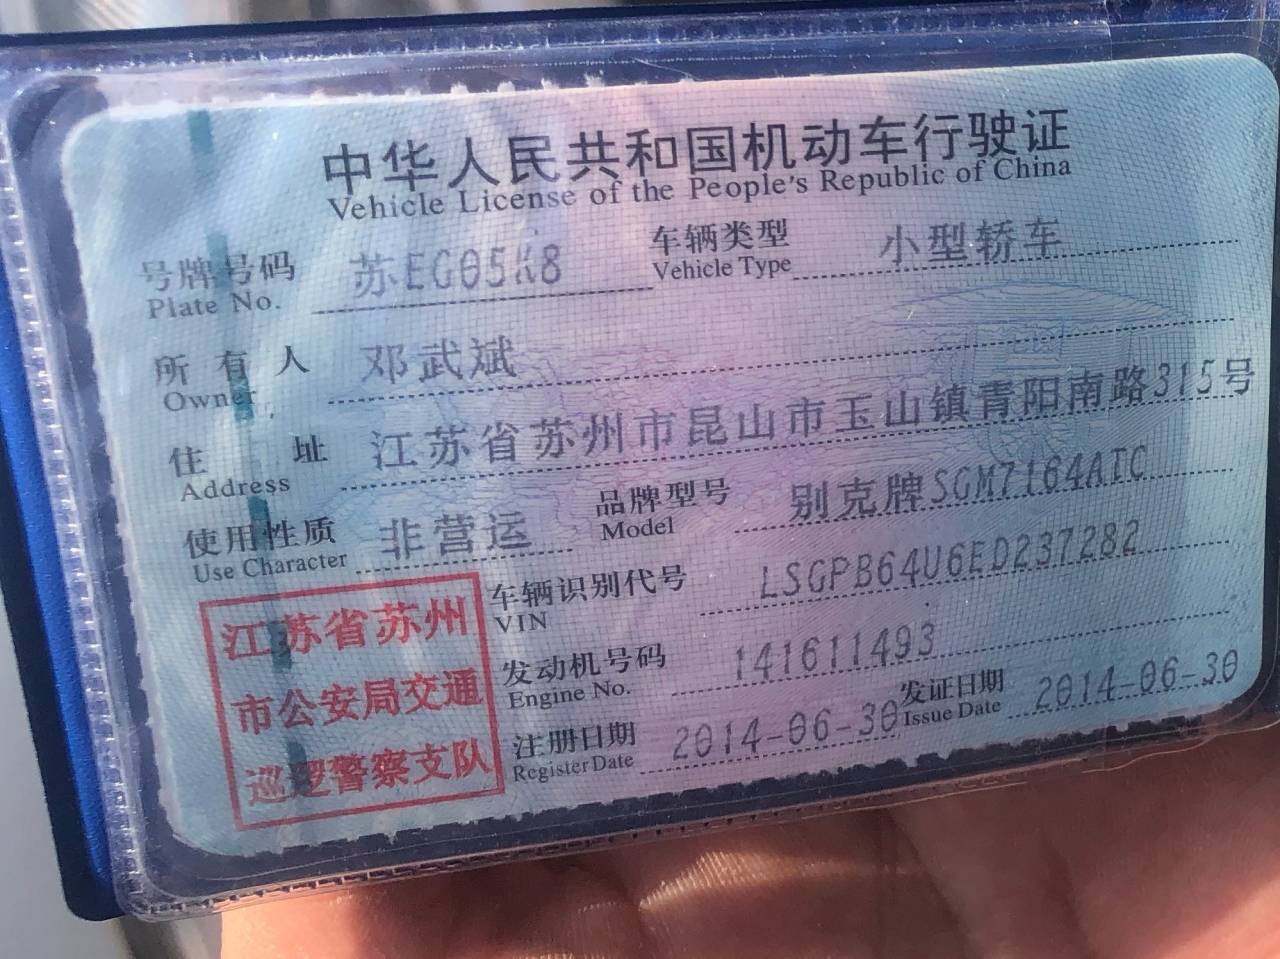 中华人民共和国机动车行驶证
Vehicle License of the People's Republic of China
号牌号码 苏EG05K8 车辆类型 小型轿车
Plate No. Vehicle Type
所有人 邓武斌
Owner
住址 江苏省苏州市昆山市玉山镇青阳南路315号
Address
使用性质 非营运 品牌型号 别克牌SGM7164ATC
Use Character Model
车辆识别代号 LSGPB64U6ED237282
VIN
发动机号码 141611493
Engine No.
注册日期 2014-06-30 发证日期 2014-06-30
Register Date Issue Date
江苏省苏州
市公安局交通
巡逻警察支队